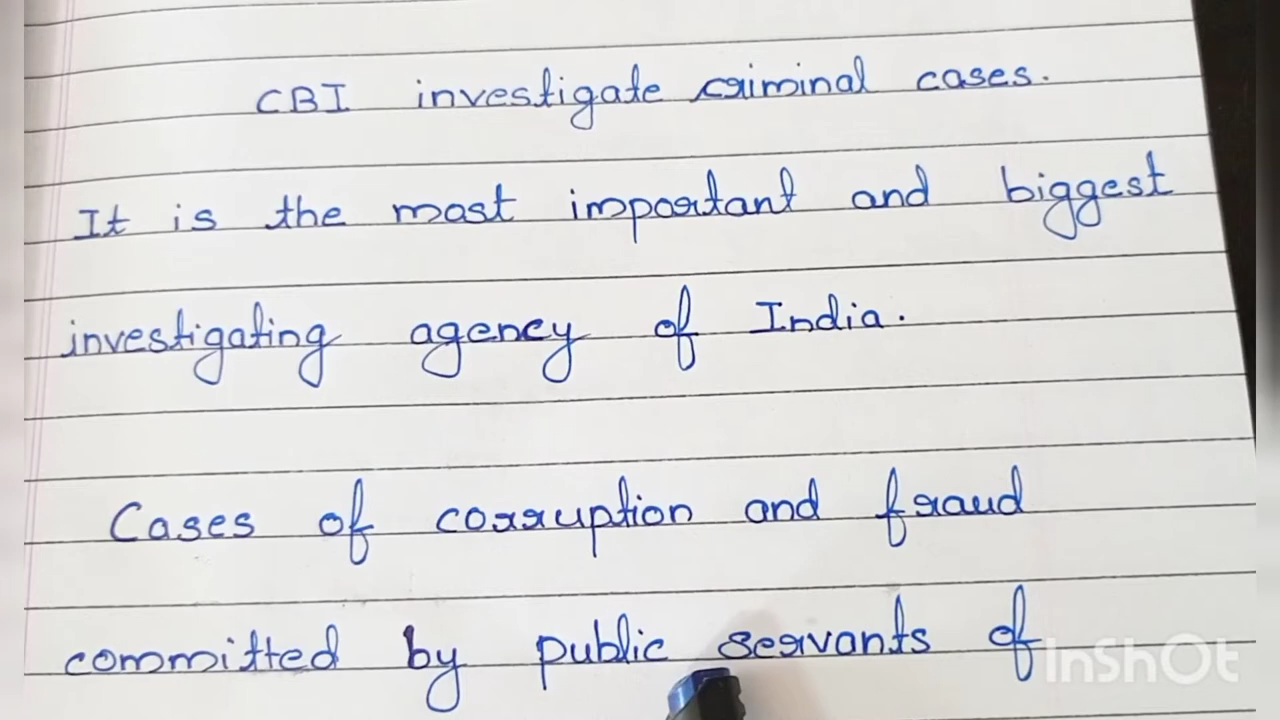 CBI investigate criminal cases.
It is the most important and biggest
investigating agency of India.
Cases of corruption and fraud
committed by public servants of
InShOt